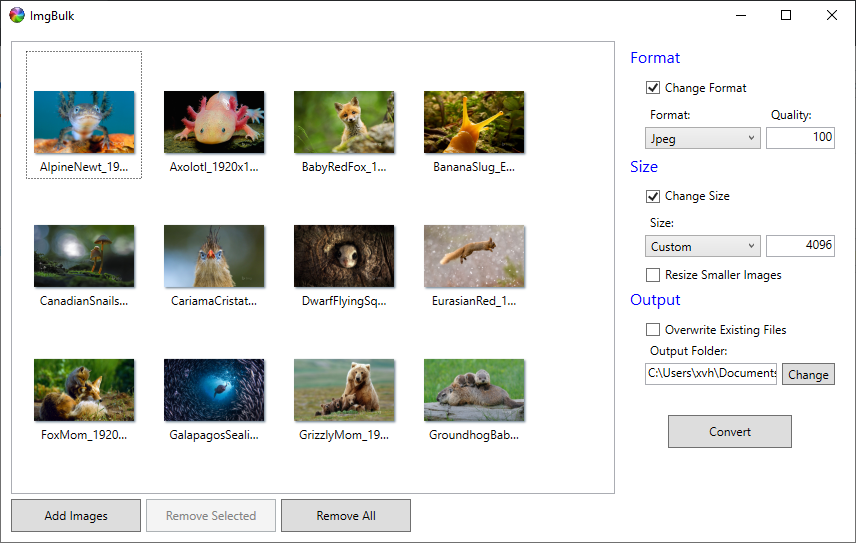 ImgBulk
AlpineNewt_19...
Axolotl_1920x1...
BabyRedFox_1...
BananaSlug_E...
CanadianSnails...
CariamaCristat...
DwarfFlyingSq...
EurasianRed_1...
FoxMom_1920...
GalapagosSeali...
GrizzlyMom_19...
GroundhogBab...
Add Images
Remove Selected
Remove All
Format
Change Format
Format: Quality:
Jpeg 100
Size
Change Size
Size:
Custom 4096
Resize Smaller Images
Output
Overwrite Existing Files
Output Folder:
C:\Users\xvh\Documents Change
Convert